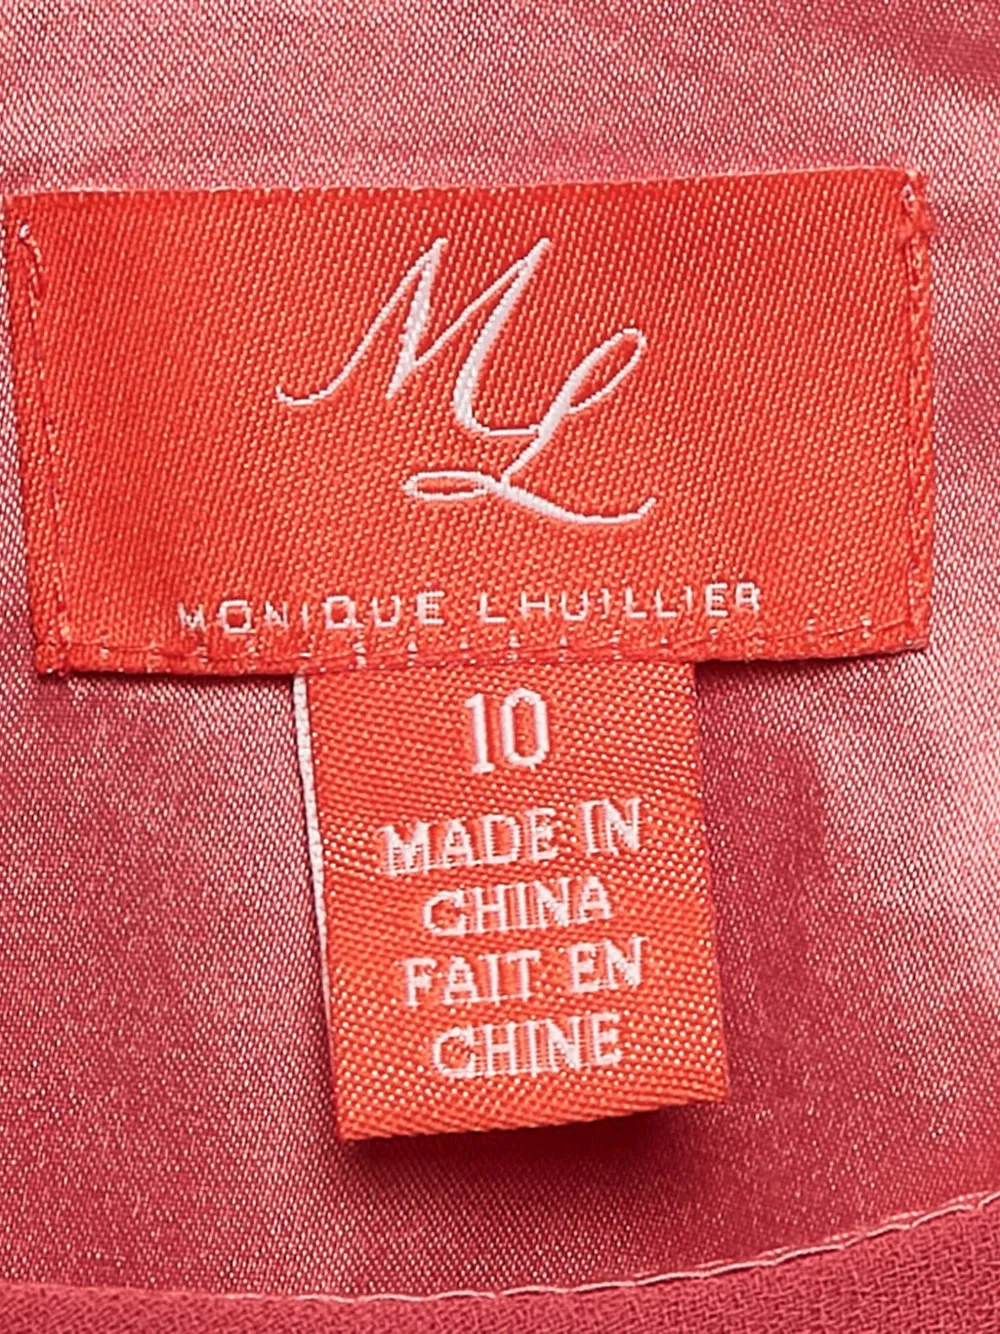 ML
MONIQUE LHUILLIER
10
MADE IN
CHINA
FAIT EN
CHINE